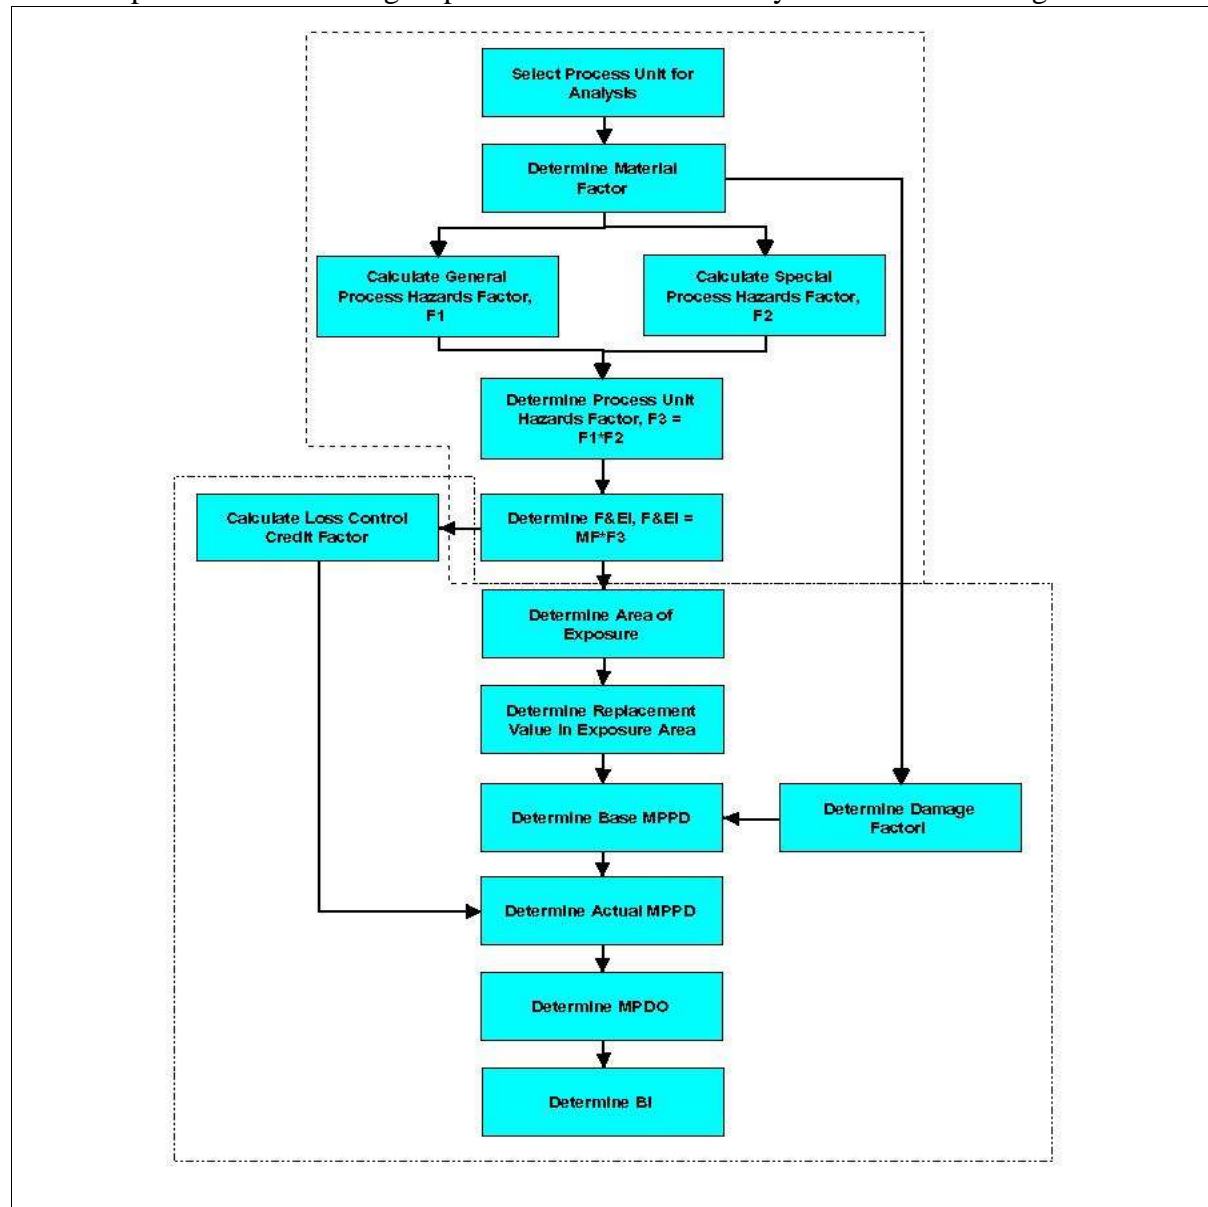 Select Process Unit for
Analysis
Determine Material
Factor
Calculate General
Process Hazards Factor,
F1
Calculate Special
Process Hazards Factor,
F2
Determine Process Unit
Hazards Factor, F3 =
F1*F2
Calculate Loss Control
Credit Factor
Determine F&EI, F&EI =
MF*F3
Determine Area of
Exposure
Determine Replacement
Value in Exposure Area
Determine Base MPPD
Determine Damage
FactorI
Determine Actual MPPD
Determine MPDO
Determine BI